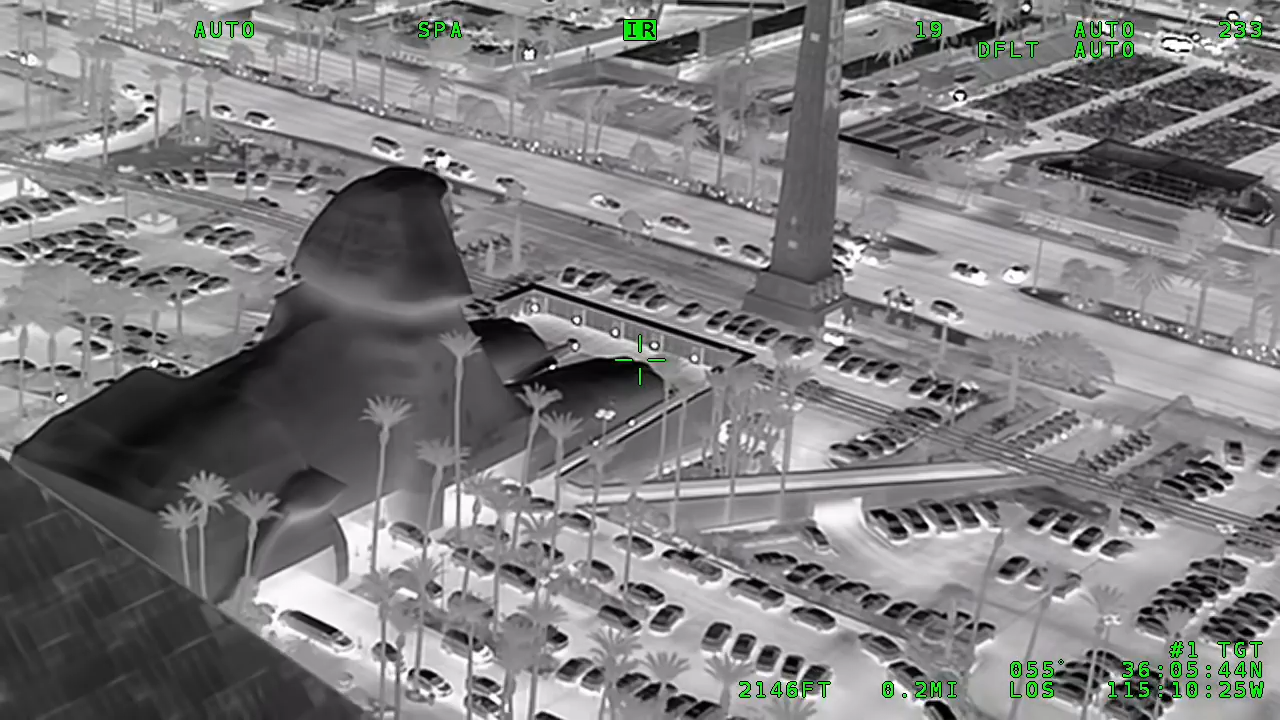 AUTO SPA IR 19 AUTO 233
DFLT AUTO
#1 TGT
055° 36:05:44N
2146FT 0.2MI LOS 115:10:25W